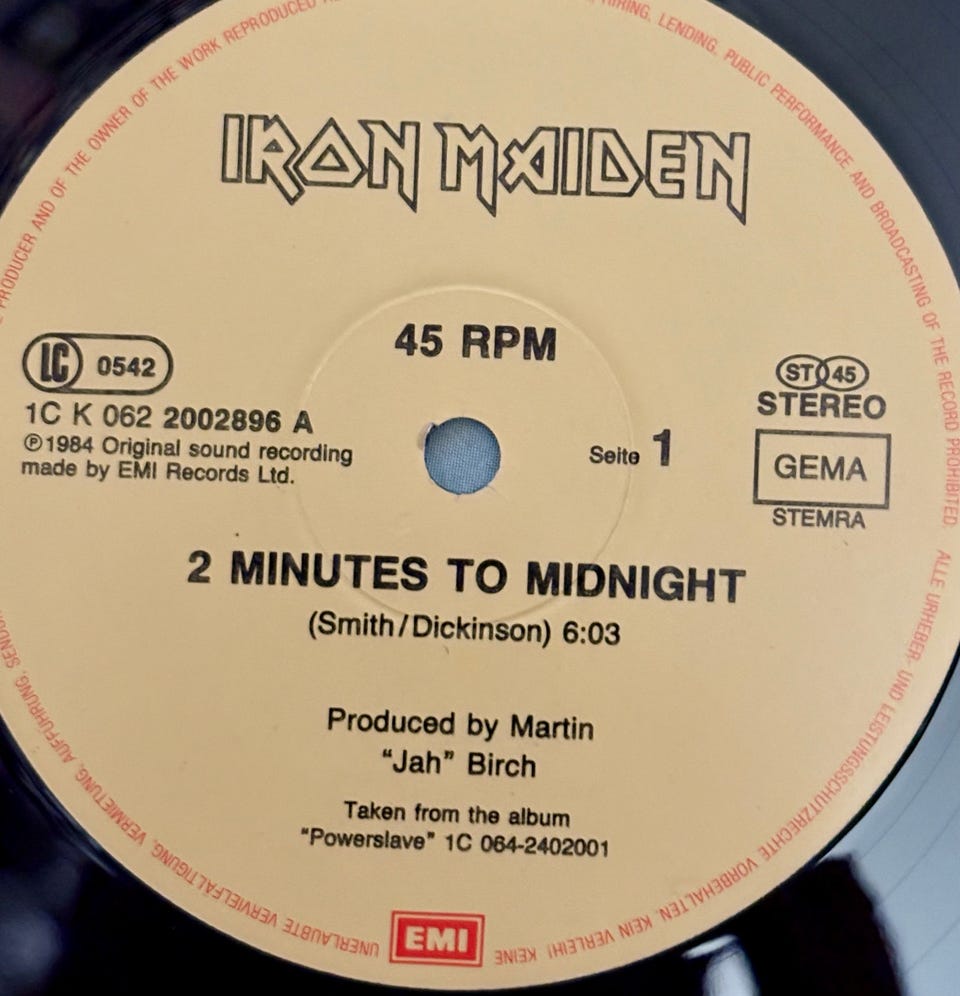 PRODUCER AND OF THE OWNER OF THE WORK REPRODUCED
HIRING, LENDING, PUBLIC PERFORMANCE AND BROADCASTING OF THE RECORD PROHIBITED
IRON MAIDEN
45 RPM
LC 0542
1C K 062 2002896 A
℗1984 Original sound recording
made by EMI Records Ltd.
Seite 1
ST 45
STEREO
GEMA
STEMRA
2 MINUTES TO MIDNIGHT
(Smith/Dickinson) 6:03
Produced by Martin
“Jah” Birch
Taken from the album
“Powerslave” 1C 064-2402001
EMI
ALLE URHEBER- UND LEISTUNGSSCHUTZRECHTE VORBEHALTEN. KEIN VERLEIH! KEINE
UNERLAUBTE VERVIELFÄLTIGUNG, VERMIETUNG, AUFFÜHRUNG,